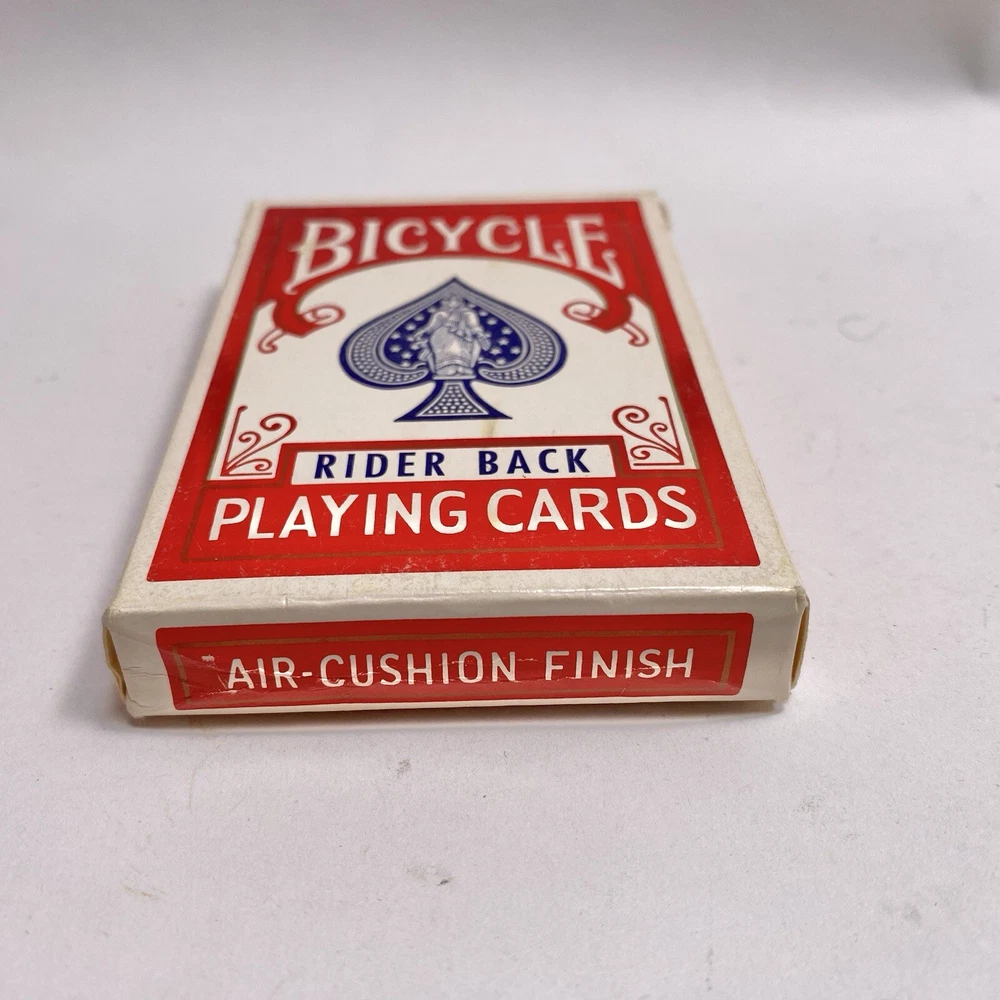 BICYCLE
RIDER BACK
PLAYING CARDS
AIR-CUSHION FINISH